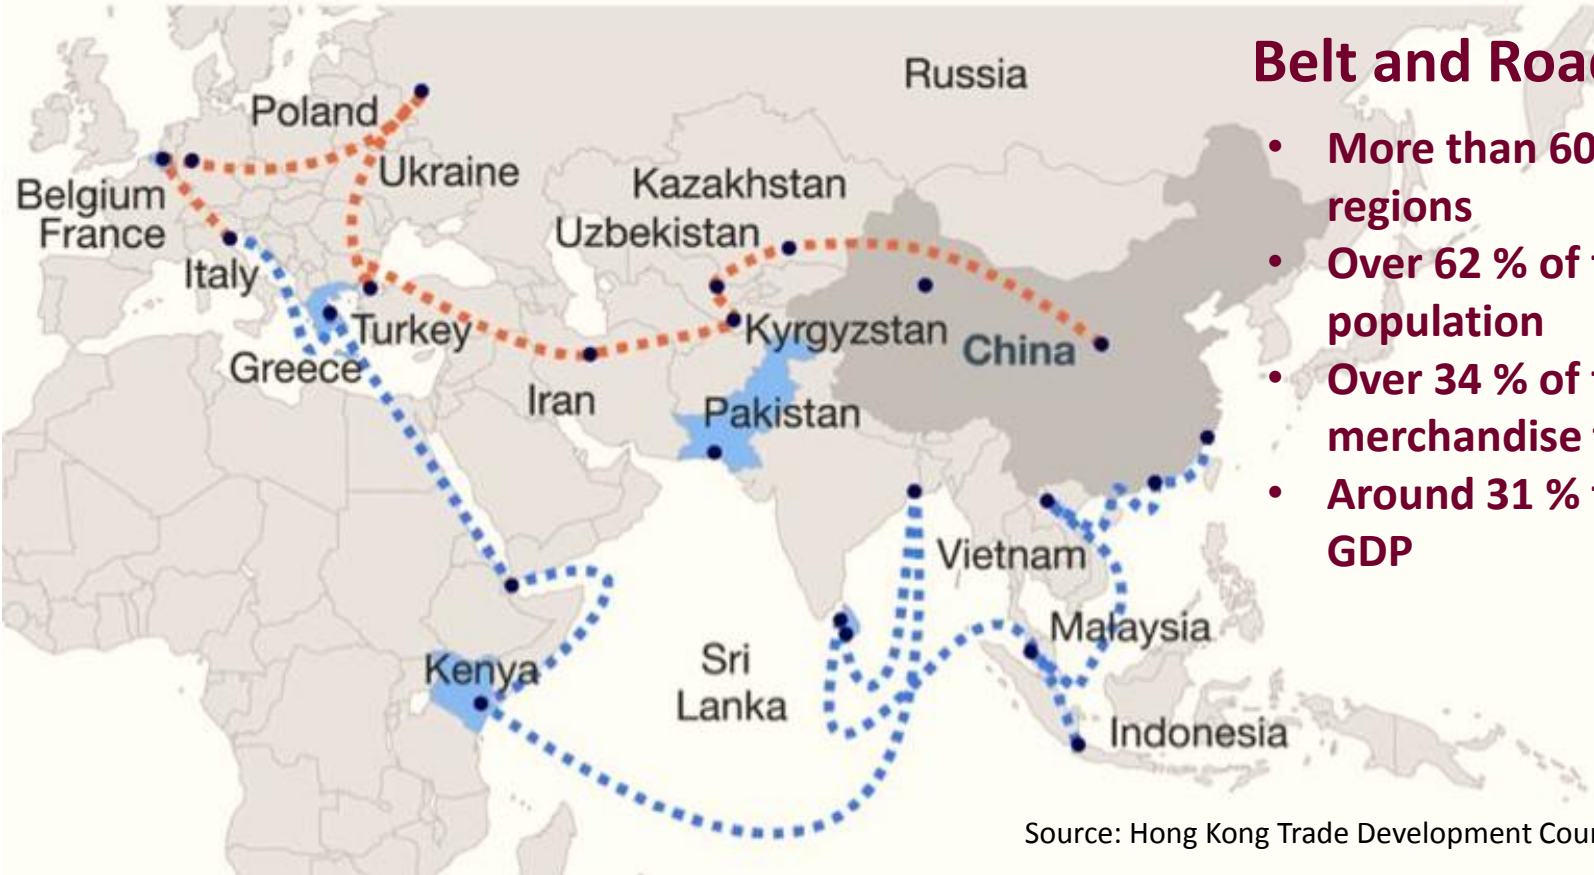 Russia
Poland
Ukraine
Belgium
France
Kazakhstan
Uzbekistan
Italy
Turkey
Greece
Kyrgyzstan
China
Iran
Pakistan
Vietnam
Malaysia
Kenya
Sri
Lanka
Indonesia
Belt and Roa
• More than 60
regions
• Over 62 % of
population
• Over 34 % of
merchandise
• Around 31 %
GDP
Source: Hong Kong Trade Development Cou